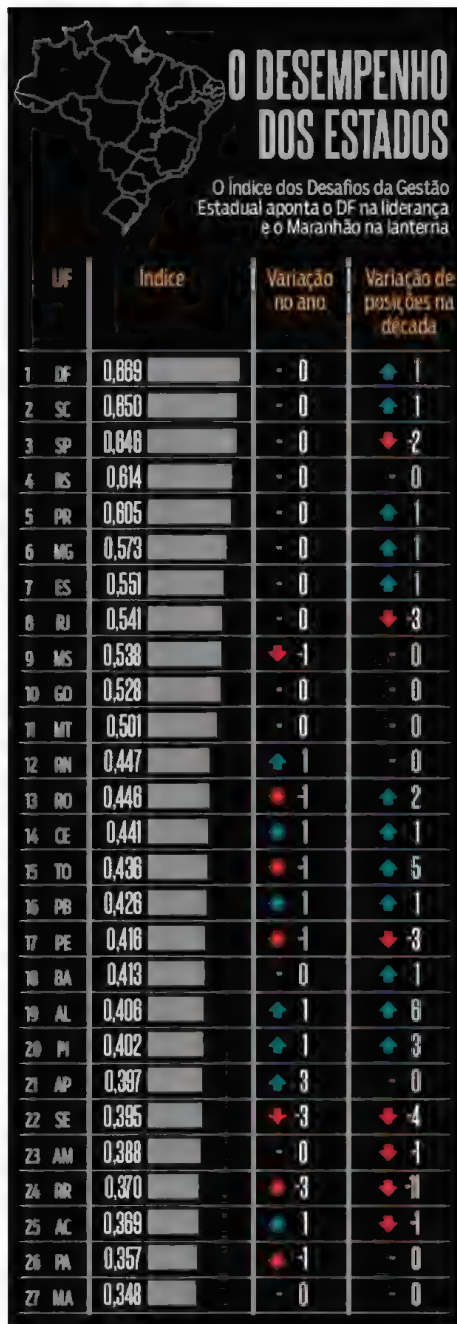 O DESEMPENHO
DOS ESTADOS
O Índice dos Desafios da Gestão
Estadual aponta o DF na liderança
e o Maranhão na lanterna
UF Índice Variação no ano Variação de posições na década
1 DF 0,669 - 0 1
2 SC 0,650 - 0 1
3 SP 0,646 - 0 -2
4 RS 0,614 - 0 - 0
5 PR 0,605 - 0 1
6 MG 0,573 - 0 1
7 ES 0,551 - 0 1
8 RJ 0,541 - 0 -3
9 MS 0,538 -1 - 0
10 GO 0,528 - 0 - 0
11 MT 0,501 - 0 - 0
12 RN 0,447 1 - 0
13 RO 0,446 -1 2
14 CE 0,441 1 1
15 TO 0,436 -1 5
16 PB 0,426 1 1
17 PE 0,416 -1 -3
18 BA 0,413 - 0 1
19 AL 0,406 1 6
20 PI 0,402 1 3
21 AP 0,397 3 - 0
22 SE 0,395 -3 -4
23 AM 0,388 - 0 -1
24 RR 0,370 -3 -11
25 AC 0,369 1 -1
26 PA 0,357 -1 - 0
27 MA 0,348 - 0 - 0